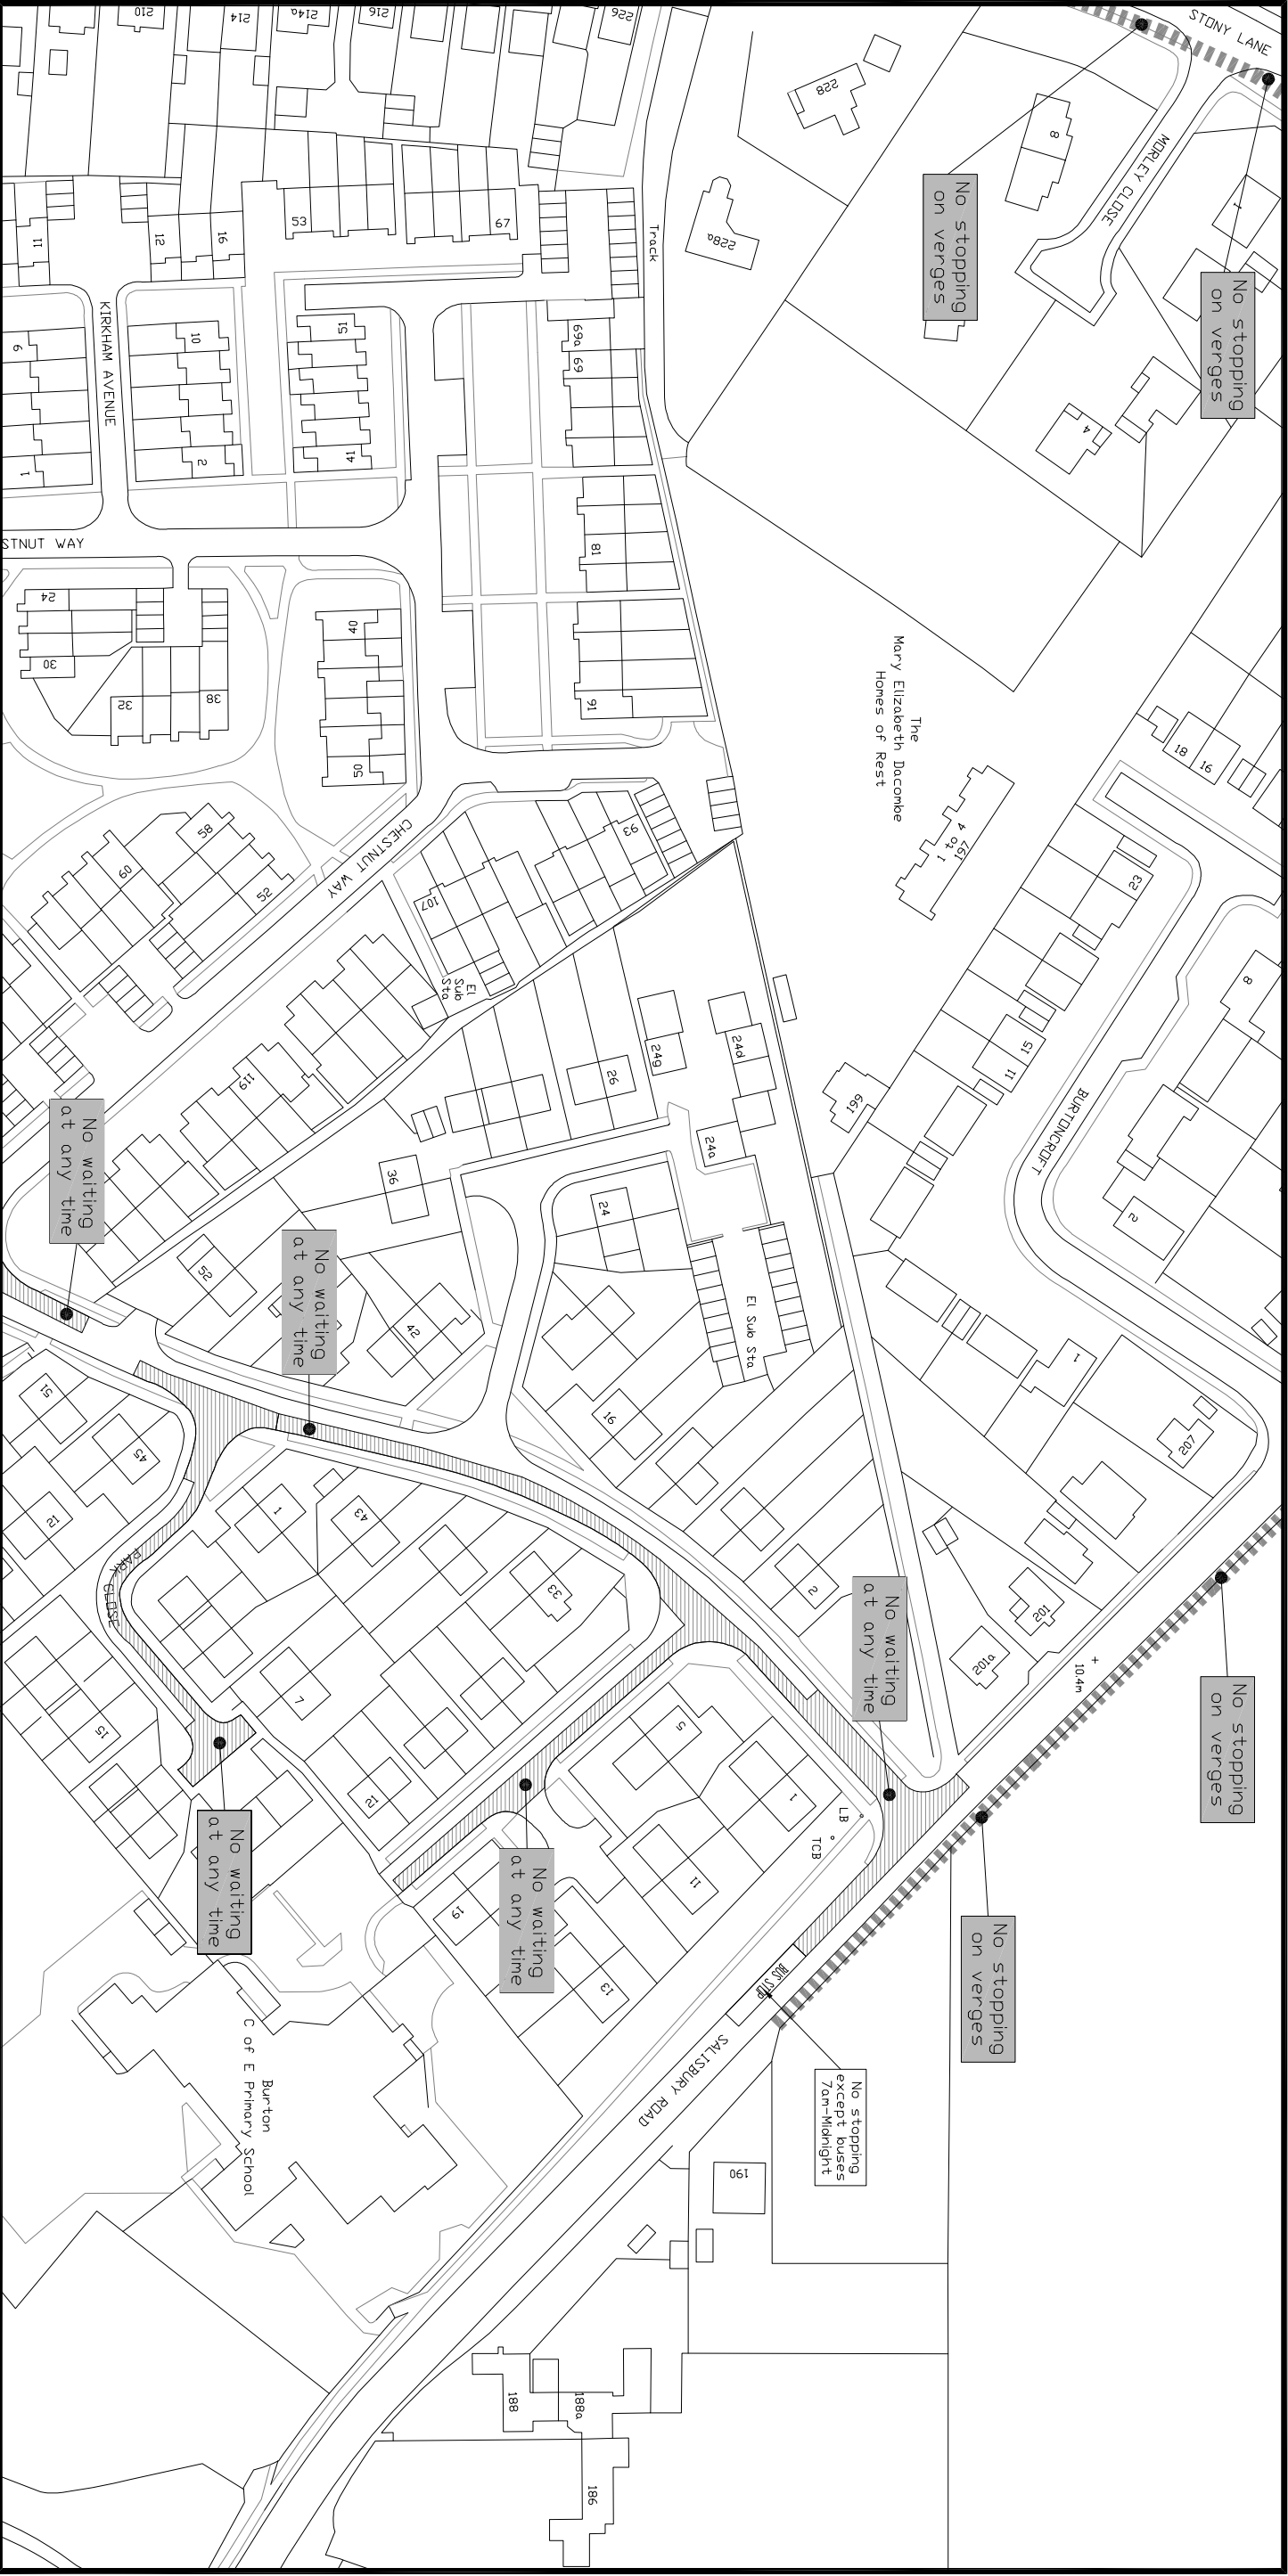 210
214
214a
216
226
STONY LANE
228
8
MORLEY CLOSE
1
No stopping
on verges
228a
Track
53
67
11
12
16
No stopping
on verges
KIRKHAM AVENUE
9
10
51
69a
69
4
1
2
41
STNUT WAY
81
24
30
32
38
40
50
91
The
Mary Elizabeth Dacombe
Homes of Rest
18
16
1 to 4
197
58
60
52
CHESTNUT WAY
93
107
El
Sub
Sta
23
8
24g
24d
26
24a
15
11
199
BURTONCROFT
2
119
No waiting
at any time
36
24
52
42
No waiting
at any time
El Sub Sta
16
1
207
51
45
12
1
43
33
2
PARK CLOSE
7
15
12
No waiting
at any time
201
201a
10.4m
No stopping
on verges
5
1
11
LB
TCB
19
13
No waiting
at any time
No waiting
at any time
No stopping
on verges
BUS STOP
No stopping
except buses
7am-Midnight
SALISBURY ROAD
Burton
C of E Primary School
190
188
188a
186